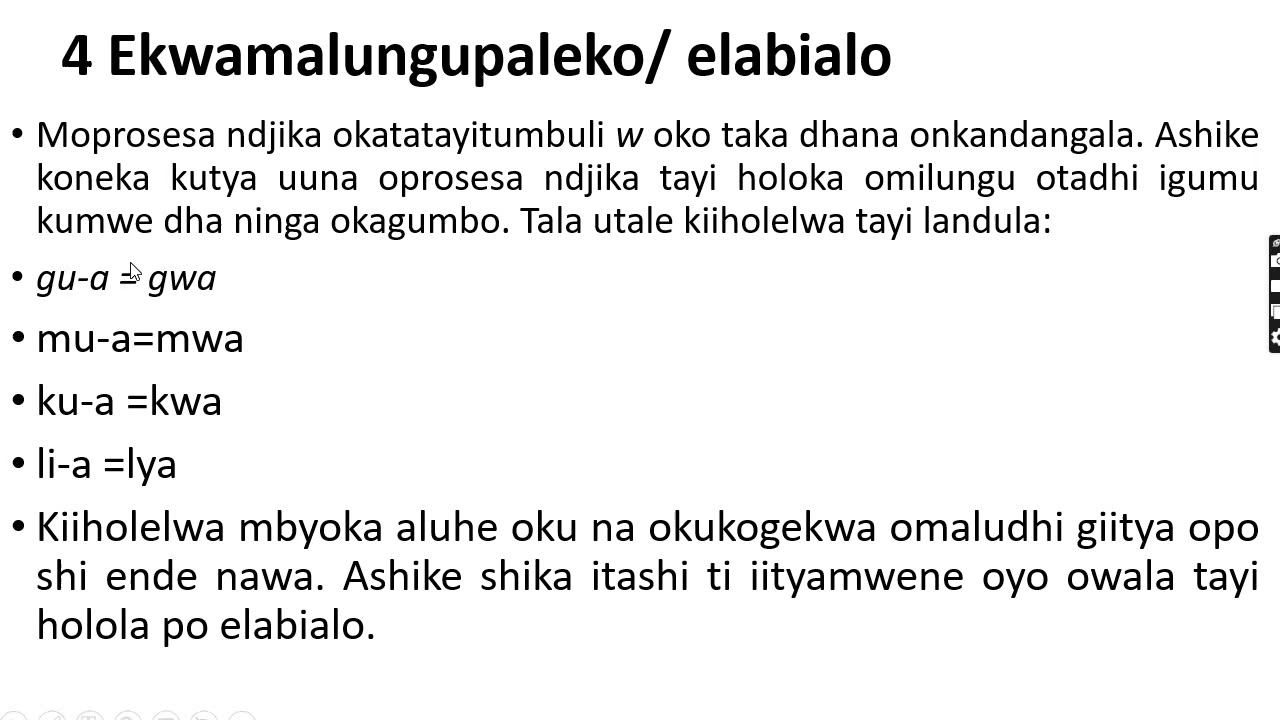 4 Ekwamalungupaleko/ elabialo
• Moprosesa ndjika okatatayitumbuli w oko taka dhana onkandangala. Ashike
koneka kutya uuna oprosesa ndjika tayi holoka omilungu otadhi igumu
kumwe dha ninga okagumbo. Tala utale kiiholelwa tayi landula:
• gu-a = gwa
• mu-a=mwa
• ku-a =kwa
• li-a =lya
• Kiiholelwa mbyoka aluhe oku na okukogekwa omaludhi giitya opo
shi ende nawa. Ashike shika itashi ti iityamwene oyo owala tayi
holola po elabialo.